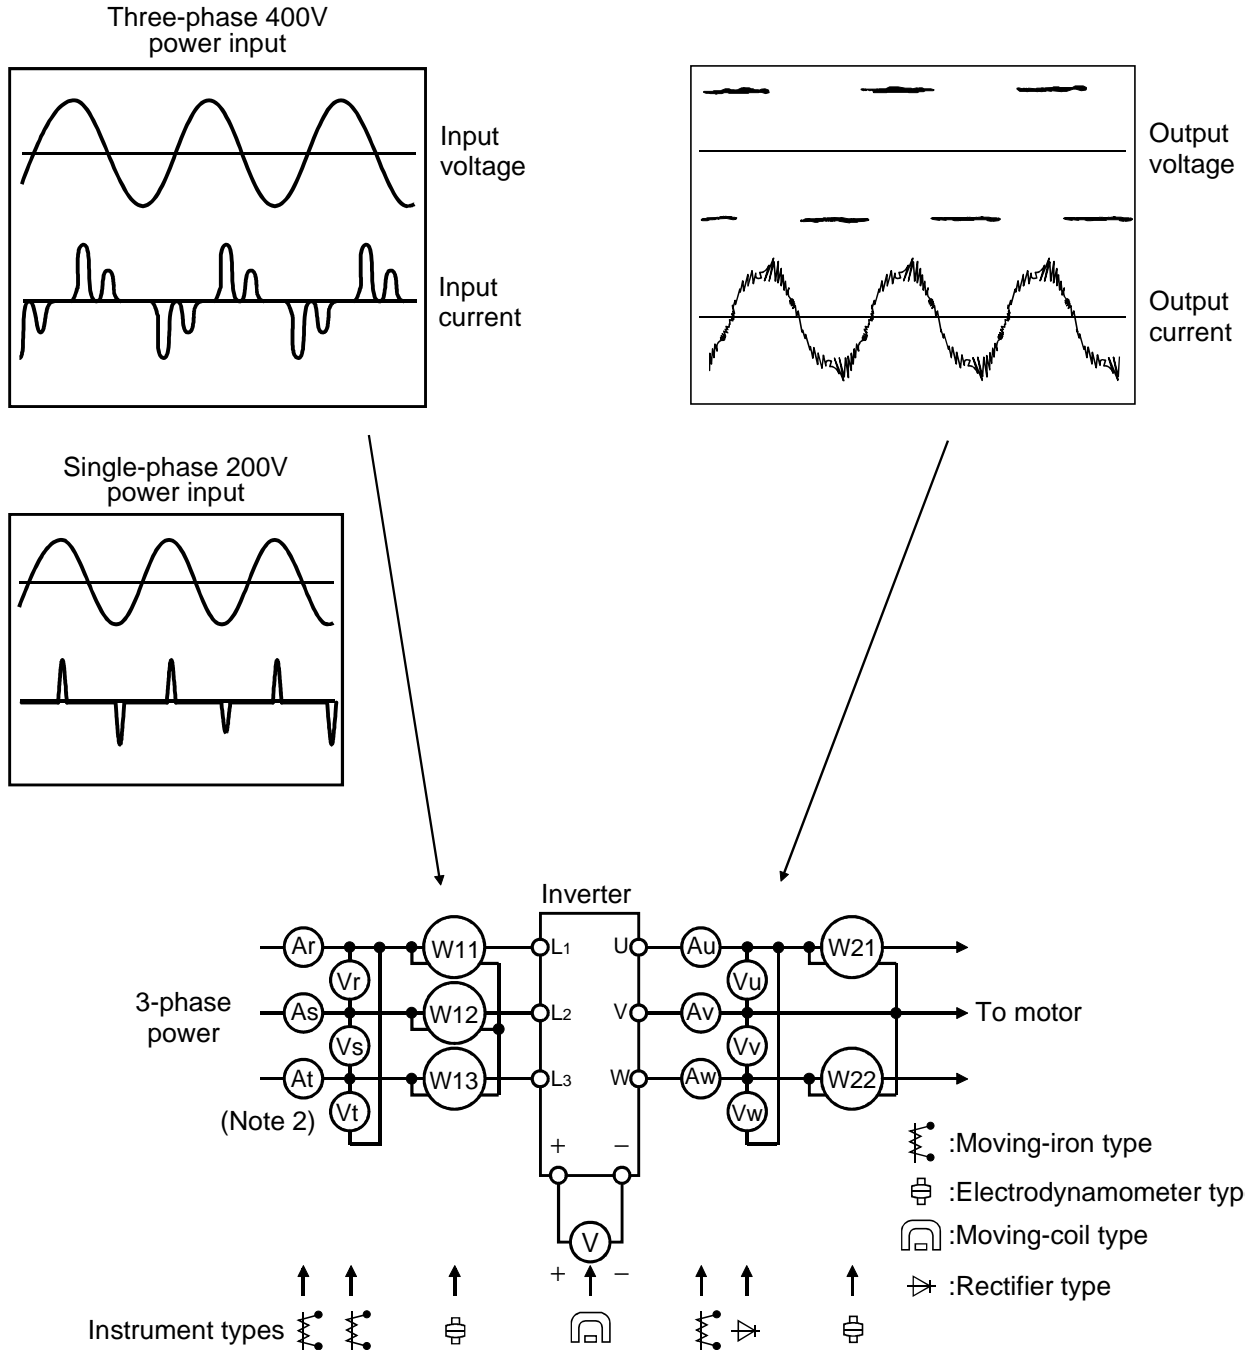 Three-phase 400V
power input
Input
voltage
Input
current
Output
voltage
Output
current
Single-phase 200V
power input
Inverter
Ar
W11
L1
U
Au
W21
Vr
Vu
3-phase
power
As
W12
L2
V
Av
To motor
Vs
Vv
At
W13
L3
W
Aw
W22
(Note 2)
Vt
Vw
+ −
V
+ −
:Moving-iron type
:Electrodynamometer typ
:Moving-coil type
:Rectifier type
Instrument types